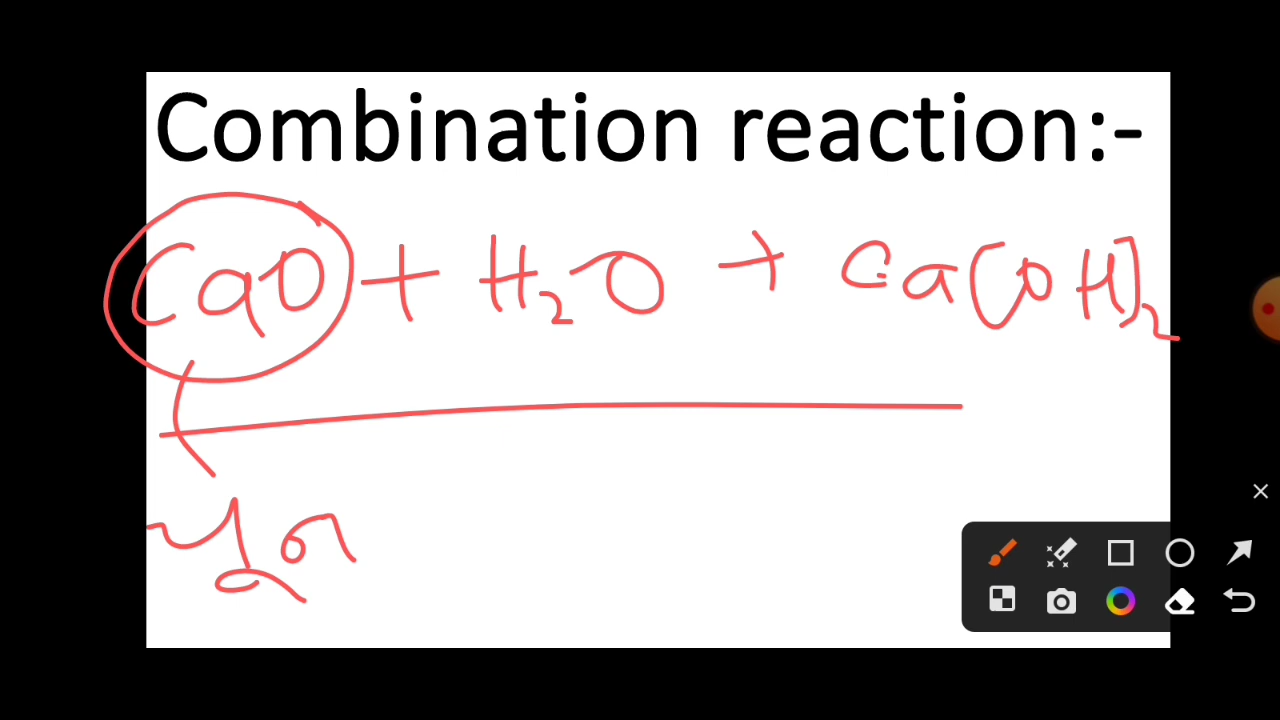 Combination reaction:-
CaO + H₂O + Ca(OH)₂